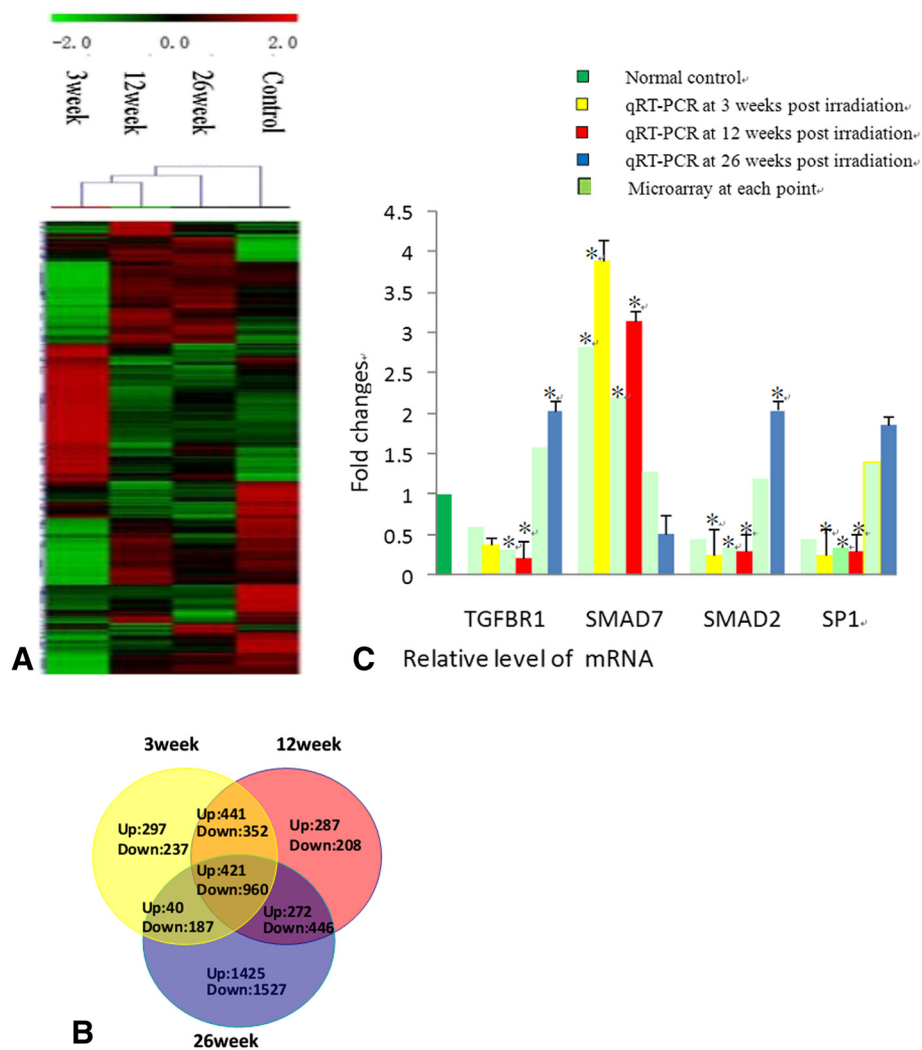 -2.0 0.0 2.0
3week 12week 26week Control
A
Normal control
qRT-PCR at 3 weeks post irradiation
qRT-PCR at 12 weeks post irradiation
qRT-PCR at 26 weeks post irradiation
Microarray at each point
4.5
4
3.5
3
2.5
2
1.5
1
0.5
0
Fold changes
* * * * * * * * * * * * *
TGFBR1 SMAD7 SMAD2 SP1
C Relative level of mRNA
3week 12week
Up:297
Down:237
Up:441
Down:352
Up:287
Down:208
Up:421
Down:960
Up:40
Down:187
Up:272
Down:446
Up:1425
Down:1527
B
26week